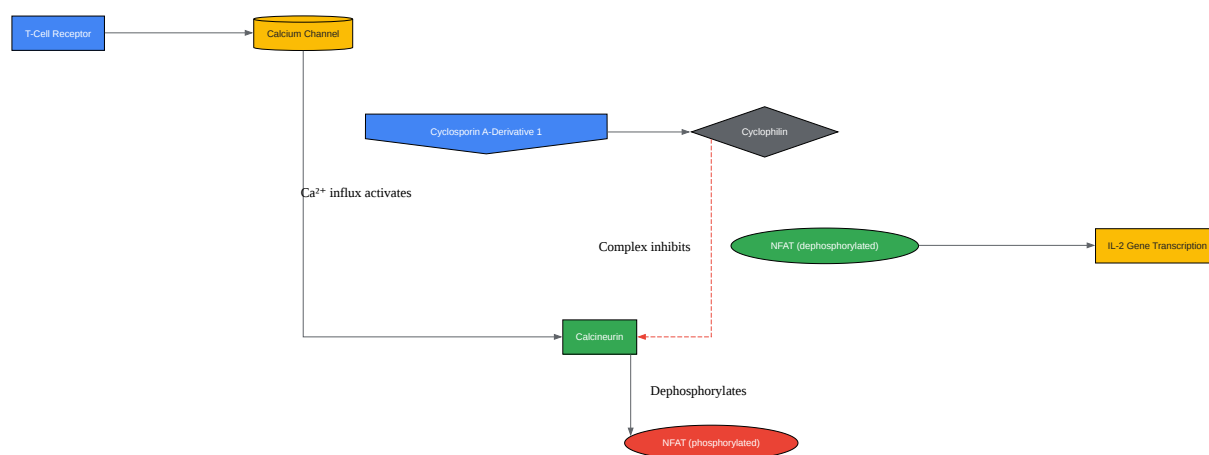 T-Cell Receptor
Calcium Channel
Cyclosporin A-Derivative 1
Cyclophilin
Ca²⁺ influx activates
Complex inhibits
NFAT (dephosphorylated)
IL-2 Gene Transcription
Calcineurin
Dephosphorylates
NFAT (phosphorylated)